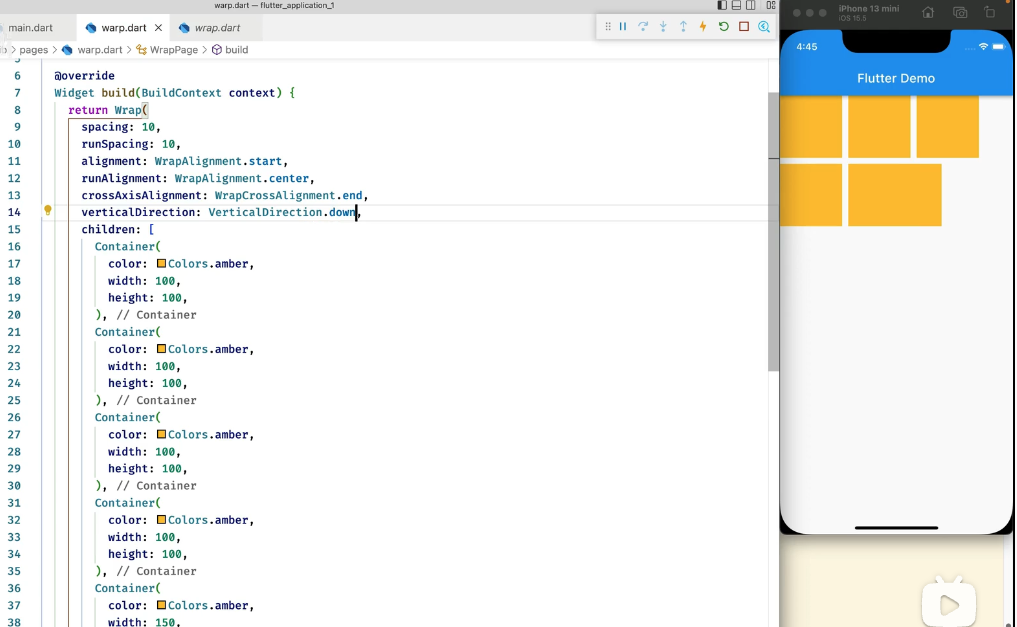 warp.dart — flutter_application_1
main.dart
warp.dart
wrap.dart
b > pages > warp.dart > WrapPage > build
6 @override
7 Widget build(BuildContext context) {
8 return Wrap(
9 spacing: 10,
10 runSpacing: 10,
11 alignment: WrapAlignment.start,
12 runAlignment: WrapAlignment.center,
13 crossAxisAlignment: WrapCrossAlignment.end,
14 verticalDirection: VerticalDirection.down,
15 children: [
16 Container(
17 color: Colors.amber,
18 width: 100,
19 height: 100,
20 ), // Container
21 Container(
22 color: Colors.amber,
23 width: 100,
24 height: 100,
25 ), // Container
26 Container(
27 color: Colors.amber,
28 width: 100,
29 height: 100,
30 ), // Container
31 Container(
32 color: Colors.amber,
33 width: 100,
34 height: 100,
35 ), // Container
36 Container(
37 color: Colors.amber,
38 width: 150,
iPhone 13 mini
iOS 15.5
4:45
Flutter Demo